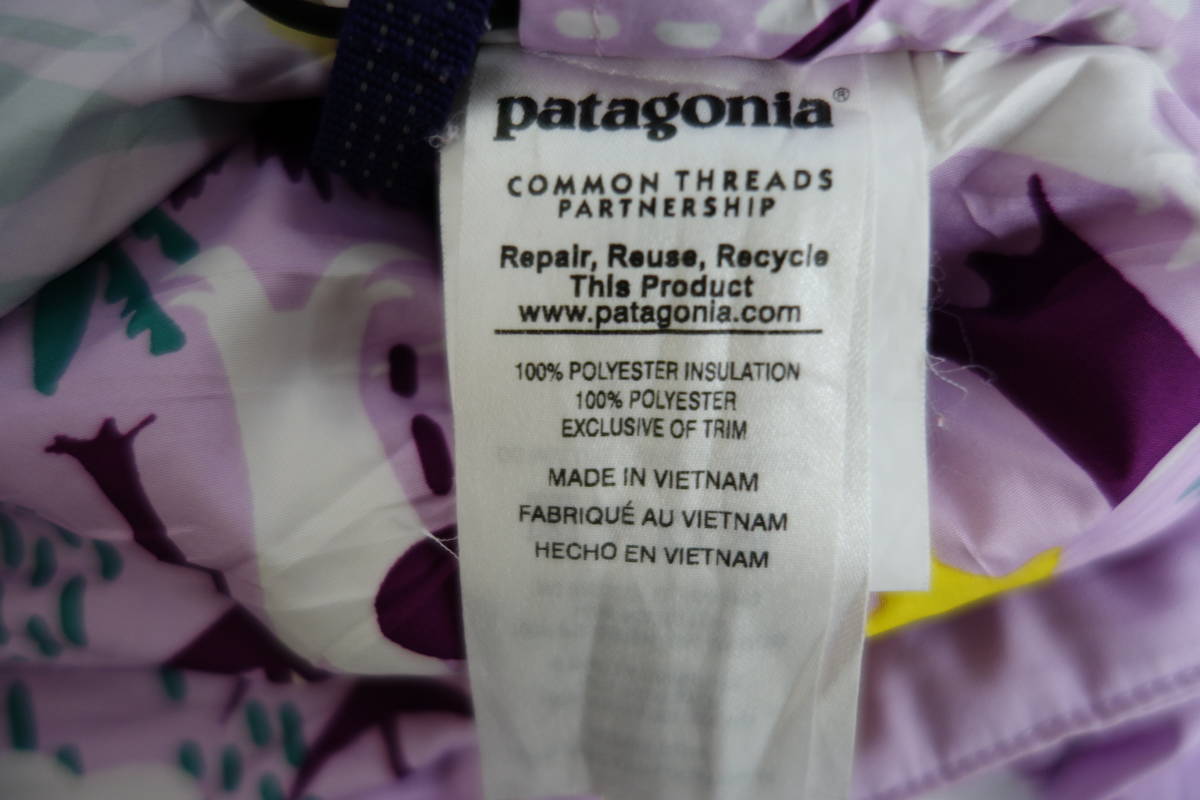 patagonia®
COMMON THREADS
PARTNERSHIP
Repair, Reuse, Recycle
This Product
www.patagonia.com
100% POLYESTER INSULATION
100% POLYESTER
EXCLUSIVE OF TRIM
MADE IN VIETNAM
FABRIQUÉ AU VIETNAM
HECHO EN VIETNAM